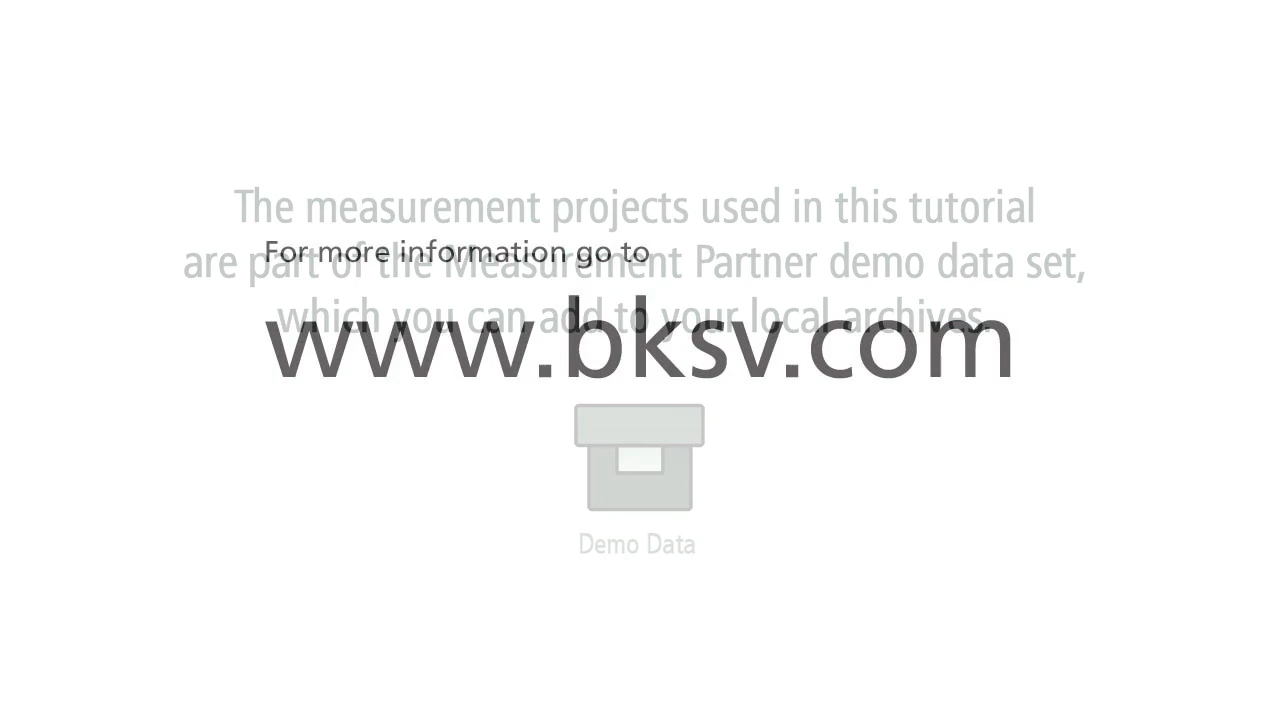 The measurement projects used in this tutorial
are part of the Measurement Partner demo data set,
which you can add to your local archives
For more information go to
www.bksv.com
Demo Data